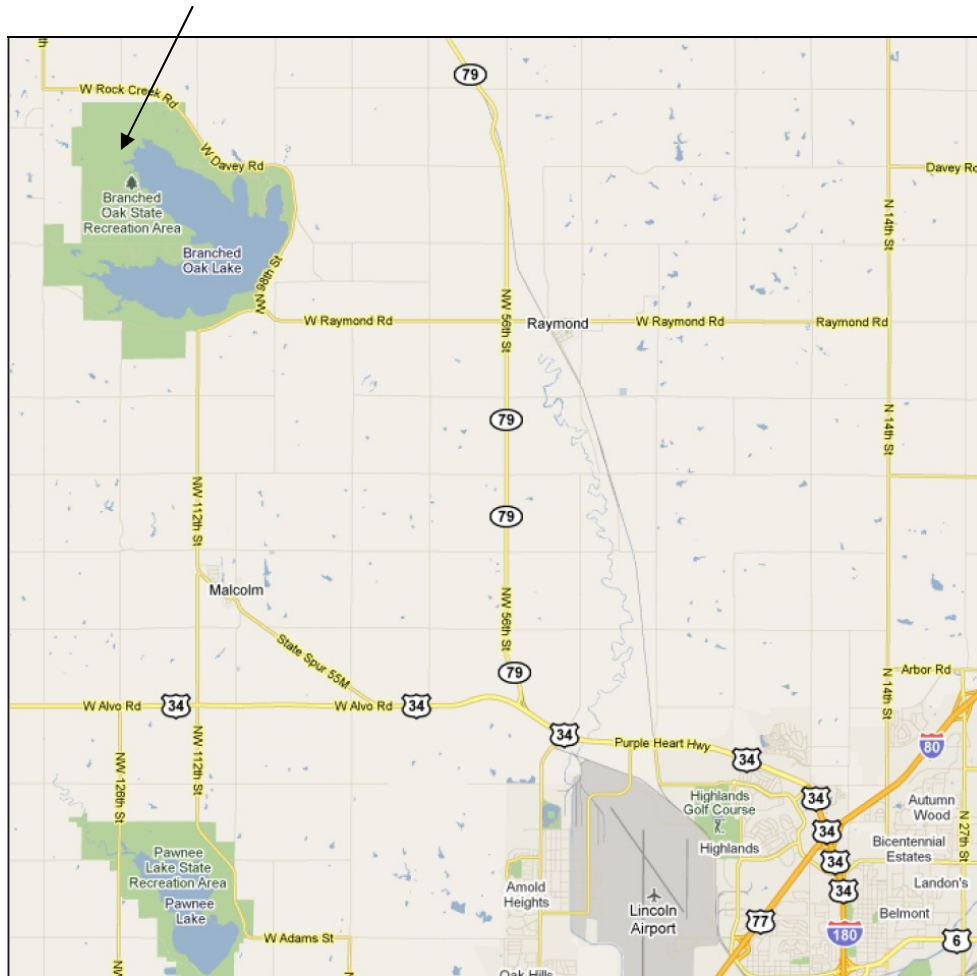 79
W Rock Creek Rd
W Davey Rd
Davey Rd
Branched
Oak State
Recreation Area
N 14th St
Branched
Oak Lake
NW 98th St
W Raymond Rd
NW 56th St
Raymond
W Raymond Rd
Raymond Rd
79
N 14th St
NW 112th St
79
Malcolm
NW 56th St
State Spur 55M
79
Arbor Rd
N 14th St
W Alvo Rd
34
W Alvo Rd
34
34
Purple Heart Hwy
34
80
NW 126th St
NW 112th St
Highlands
Golf Course
34
Autumn
Wood
N 27th St
34
Highlands
Bicentennial
Estates
Pawnee
Lake State
Recreation Area
34
34
Landon's
Pawnee
Lake
Arnold
Heights
Lincoln
Airport
77
Belmont
180
6
W Adams St
NW
Oak Hills